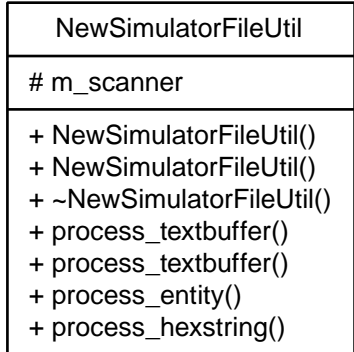 NewSimulatorFileUtil
# m_scanner
+ NewSimulatorFileUtil()
+ NewSimulatorFileUtil()
+ ~NewSimulatorFileUtil()
+ process_textbuffer()
+ process_textbuffer()
+ process_entity()
+ process_hexstring()